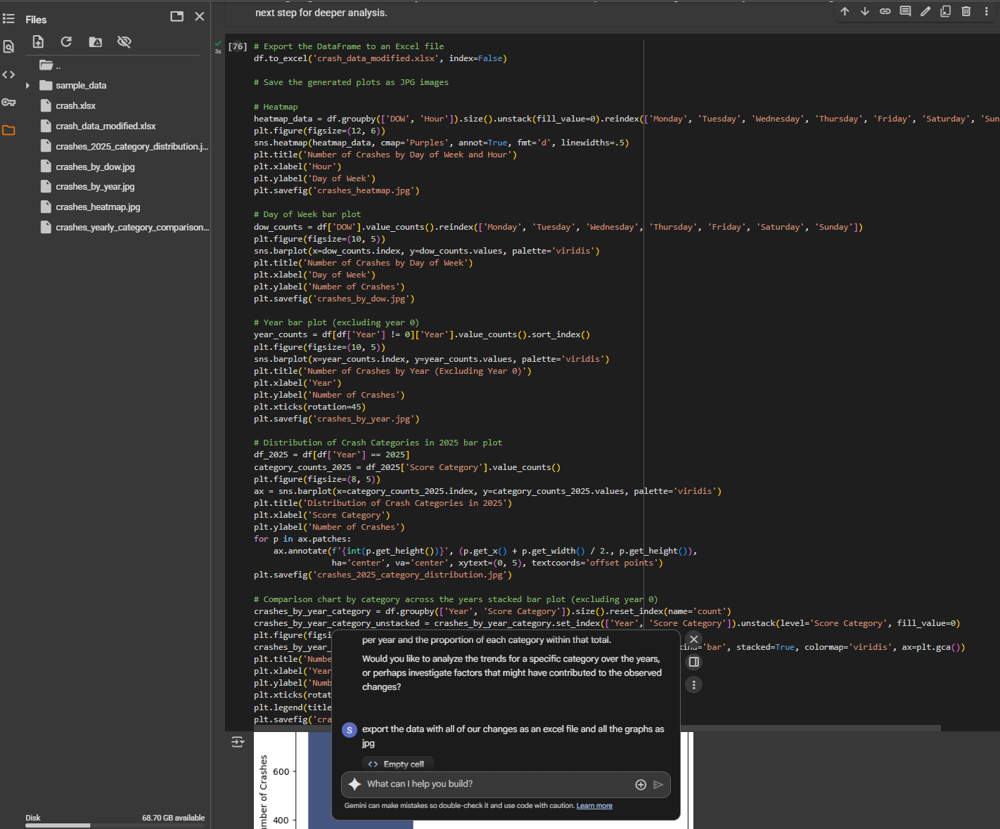 Files
..
sample_data
crash.xlsx
crash_data_modified.xlsx
crashes_2025_category_distribution.j...
crashes_by_dow.jpg
crashes_by_year.jpg
crashes_heatmap.jpg
crashes_yearly_category_comparison...
Disk
68.70 GB available
next step for deeper analysis.
3s
[76]
# Export the DataFrame to an Excel file
df.to_excel('crash_data_modified.xlsx', index=False)
# Save the generated plots as JPG images
# Heatmap
heatmap_data = df.groupby(['DOW', 'Hour']).size().unstack(fill_value=0).reindex(['Monday', 'Tuesday', 'Wednesday', 'Thursday', 'Friday', 'Saturday', 'Sun
plt.figure(figsize=(12, 6))
sns.heatmap(heatmap_data, cmap='Purples', annot=True, fmt='d', linewidths=.5)
plt.title('Number of Crashes by Day of Week and Hour')
plt.xlabel('Hour')
plt.ylabel('Day of Week')
plt.savefig('crashes_heatmap.jpg')
# Day of Week bar plot
dow_counts = df['DOW'].value_counts().reindex(['Monday', 'Tuesday', 'Wednesday', 'Thursday', 'Friday', 'Saturday', 'Sunday'])
plt.figure(figsize=(10, 5))
sns.barplot(x=dow_counts.index, y=dow_counts.values, palette='viridis')
plt.title('Number of Crashes by Day of Week')
plt.xlabel('Day of Week')
plt.ylabel('Number of Crashes')
plt.savefig('crashes_by_dow.jpg')
# Year bar plot (excluding year 0)
year_counts = df[df['Year'] != 0]['Year'].value_counts().sort_index()
plt.figure(figsize=(10, 5))
sns.barplot(x=year_counts.index, y=year_counts.values, palette='viridis')
plt.title('Number of Crashes by Year (Excluding Year 0)')
plt.xlabel('Year')
plt.ylabel('Number of Crashes')
plt.xticks(rotation=45)
plt.savefig('crashes_by_year.jpg')
# Distribution of Crash Categories in 2025 bar plot
df_2025 = df[df['Year'] == 2025]
category_counts_2025 = df_2025['Score Category'].value_counts()
plt.figure(figsize=(8, 5))
ax = sns.barplot(x=category_counts_2025.index, y=category_counts_2025.values, palette='viridis')
plt.title('Distribution of Crash Categories in 2025')
plt.xlabel('Score Category')
plt.ylabel('Number of Crashes')
for p in ax.patches:
ax.annotate(f'{int(p.get_height())}', (p.get_x() + p.get_width() / 2., p.get_height()),
ha='center', va='center', xytext=(0, 5), textcoords='offset points')
plt.savefig('crashes_2025_category_distribution.jpg')
# Comparison chart by category across the years stacked bar plot (excluding year 0)
crashes_by_year_category = df.groupby(['Year', 'Score Category']).size().reset_index(name='count')
crashes_by_year_category_unstacked = crashes_by_year_category.set_index(['Year', 'Score Category']).unstack(level='Score Category', fill_value=0)
plt.figure(figsi
crashes_by_year_ kind='bar', stacked=True, colormap='viridis', ax=plt.gca())
plt.title('Numbe
plt.xlabel('Year
plt.ylabel('Numb
plt.xticks(rotat
plt.legend(title
plt.savefig('cra
per year and the proportion of each category within that total.
Would you like to analyze the trends for a specific category over the years,
or perhaps investigate factors that might have contributed to the observed
changes?
S
export the data with all of our changes as an excel file and all the graphs as
jpg
<> Empty cell
What can I help you build?
Gemini can make mistakes so double-check it and use code with caution. Learn more
mber of Crashes
600
400